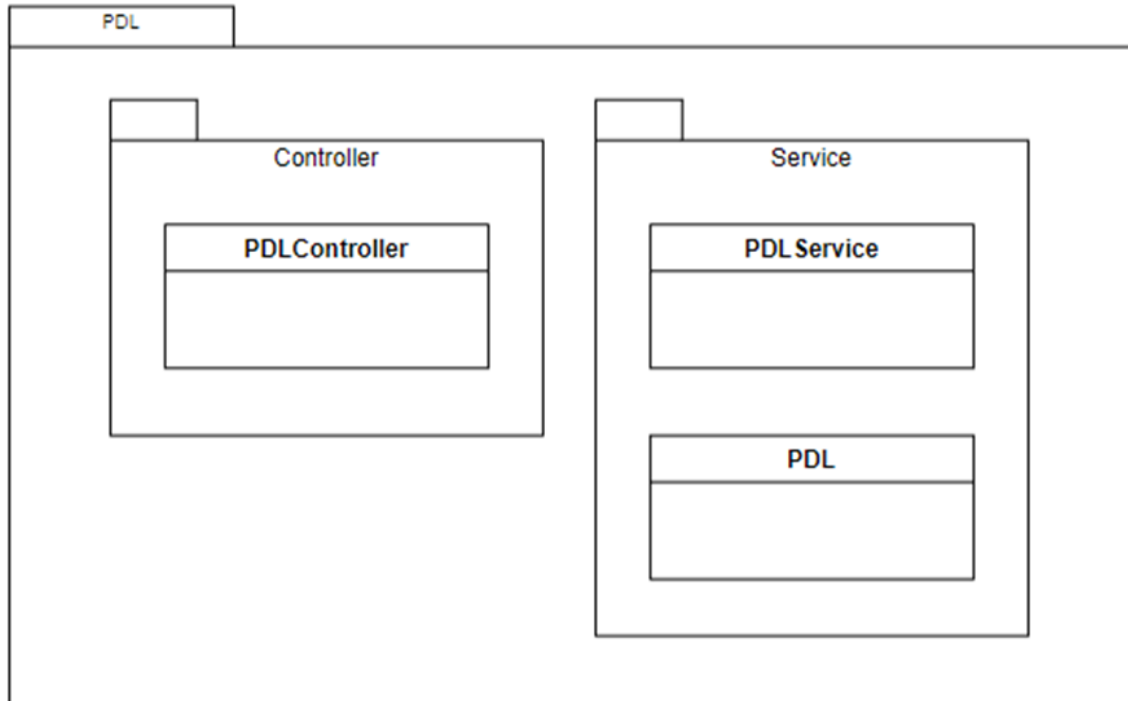 PDL
Controller
Service
PDLController
PDLService
PDL